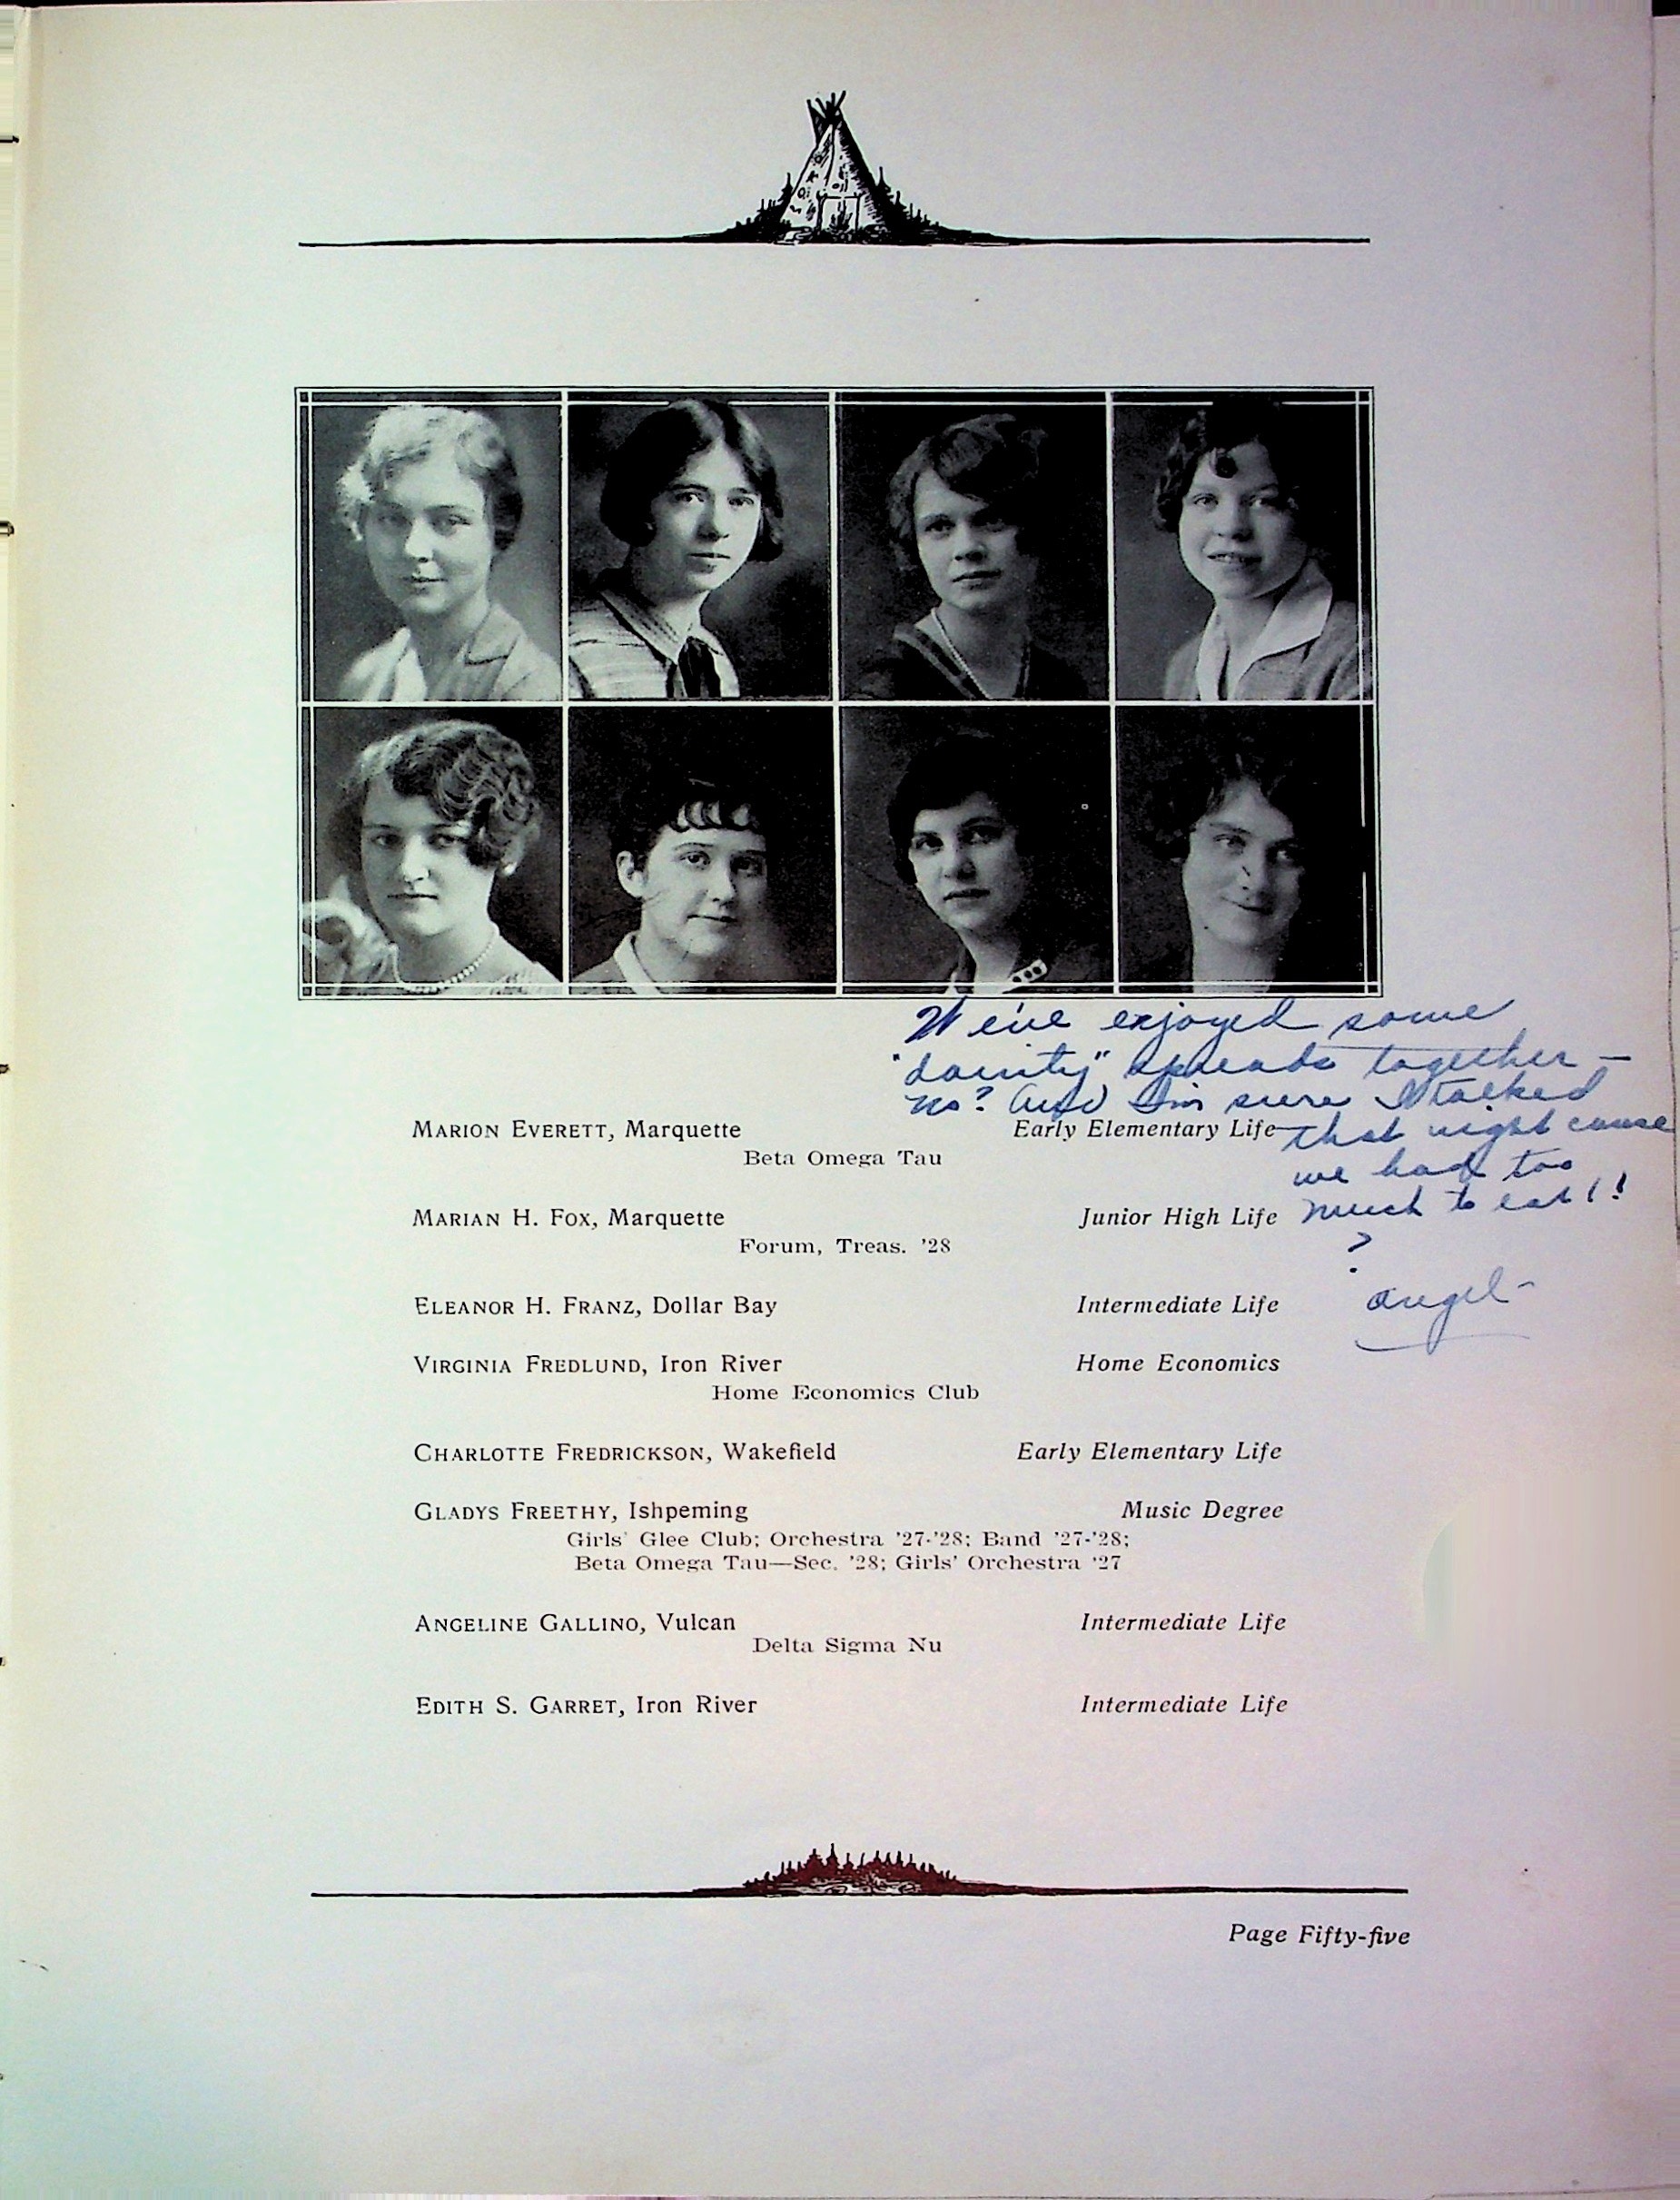 We've enjoyed some
"dainty" spreads together —
no? And I'm sure I talked
that night cause
we had too
much to eat!!
?
Angel-
MARION EVERETT, Marquette Early Elementary Life
Beta Omega Tau
MARIAN H. FOX, Marquette Junior High Life
Forum, Treas. '28
ELEANOR H. FRANZ, Dollar Bay Intermediate Life
VIRGINIA FREDLUND, Iron River Home Economics
Home Economics Club
CHARLOTTE FREDRICKSON, Wakefield Early Elementary Life
GLADYS FREETHY, Ishpeming Music Degree
Girls' Glee Club; Orchestra '27-'28; Band '27-'28;
Beta Omega Tau—Sec. '28; Girls' Orchestra '27
ANGELINE GALLINO, Vulcan Intermediate Life
Delta Sigma Nu
EDITH S. GARRET, Iron River Intermediate Life
Page Fifty-five